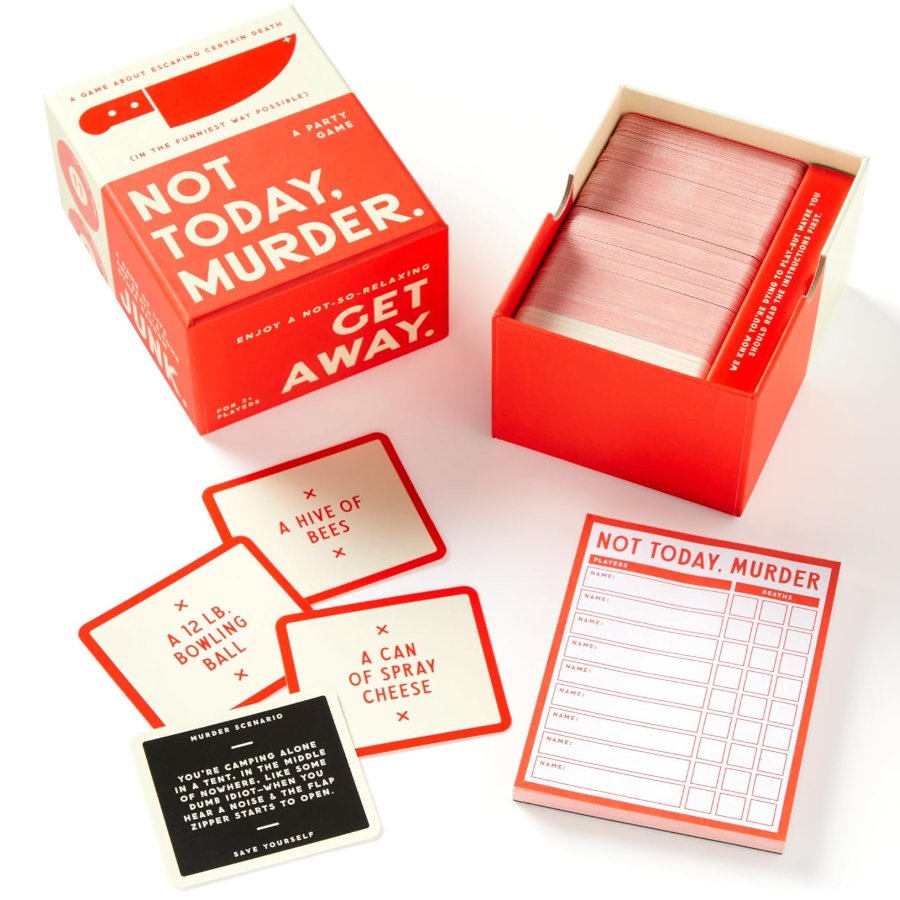 A GAME ABOUT ESCAPING CERTAIN DEATH
(IN THE FUNNIEST WAY POSSIBLE)
A PARTY
GAME
NOT
TODAY,
MURDER.
ENJOY A NOT-SO-RELAXING
GET
AWAY.
FOR 3+
PLAYERS
JUNK.
WE KNOW YOU'RE DYING TO PLAY—BUT MAYBE YOU
SHOULD READ THE INSTRUCTIONS FIRST.
A HIVE OF
BEES
A 12 LB.
BOWLING
BALL
A CAN
OF SPRAY
CHEESE
MURDER SCENARIO
YOU'RE CAMPING ALONE
IN A TENT, IN THE MIDDLE
OF NOWHERE, LIKE SOME
DUMB IDIOT—WHEN YOU
HEAR A NOISE & THE FLAP
ZIPPER STARTS TO OPEN.
SAVE YOURSELF
NOT TODAY, MURDER
PLAYERS
DEATHS
NAME:
NAME:
NAME:
NAME:
NAME:
NAME:
NAME:
NAME:
NAME: